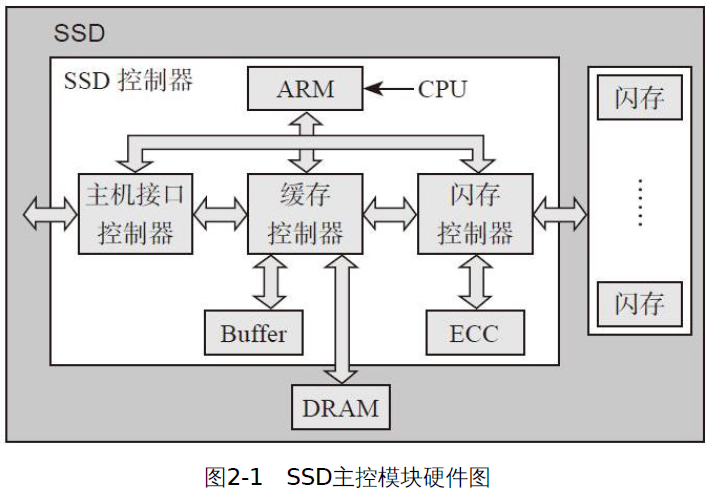 SSD
SSD 控制器
ARM
CPU
主机接口
控制器
缓存
控制器
闪存
控制器
闪存
……
闪存
Buffer
ECC
DRAM
图2-1 SSD主控模块硬件图